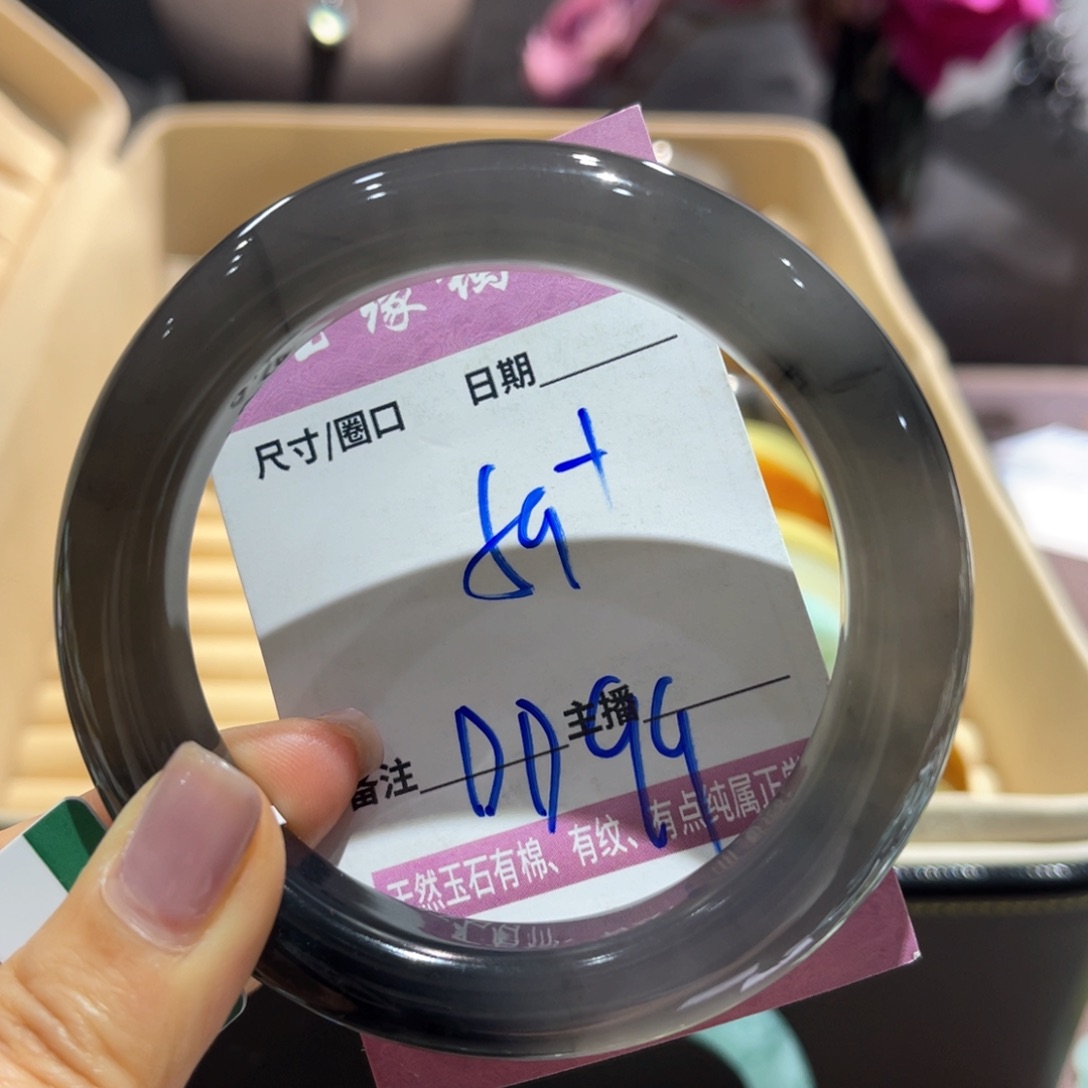 缘
日期
尺寸/圈口
59+
主播
备注 DD99
天然玉石有棉、有纹、有点纯属正常